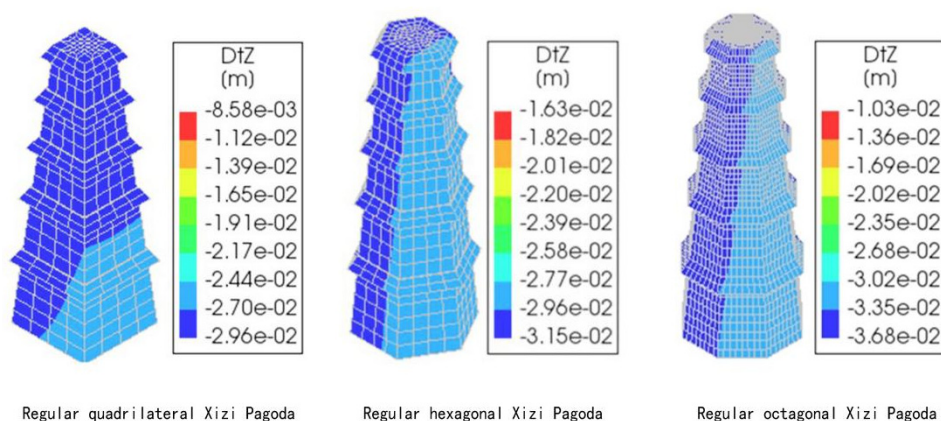 DtZ
(m)
-8.58e-03
-1.12e-02
-1.39e-02
-1.65e-02
-1.91e-02
-2.17e-02
-2.44e-02
-2.70e-02
-2.96e-02
DtZ
(m)
-1.63e-02
-1.82e-02
-2.01e-02
-2.20e-02
-2.39e-02
-2.58e-02
-2.77e-02
-2.96e-02
-3.15e-02
DtZ
(m)
-1.03e-02
-1.36e-02
-1.69e-02
-2.02e-02
-2.35e-02
-2.68e-02
-3.02e-02
-3.35e-02
-3.68e-02
Regular quadrilateral Xizi Pagoda
Regular hexagonal Xizi Pagoda
Regular octagonal Xizi Pagoda